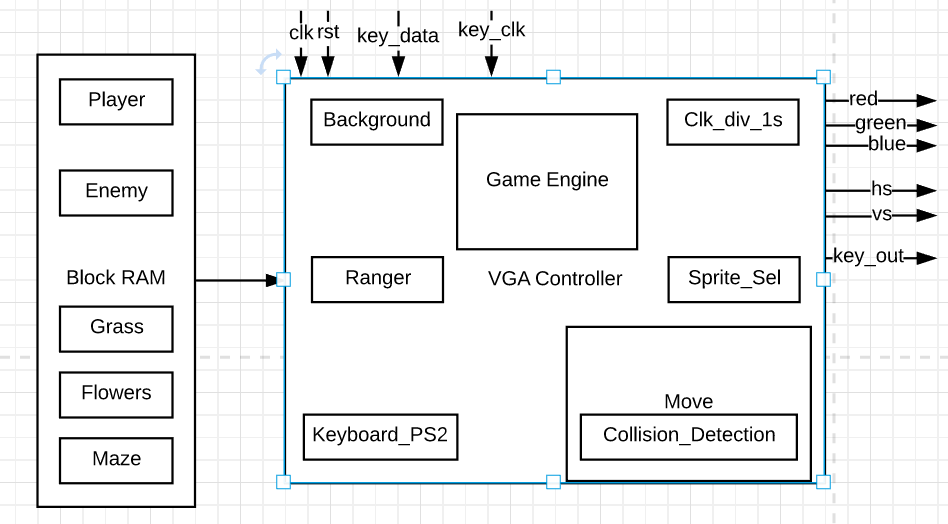 clk
rst
key_data
key_clk
Player
Enemy
Block RAM
Grass
Flowers
Maze
Background
Game Engine
Clk_div_1s
Ranger
VGA Controller
Sprite_Sel
Keyboard_PS2
Move
Collision_Detection
red
green
blue
hs
vs
key_out